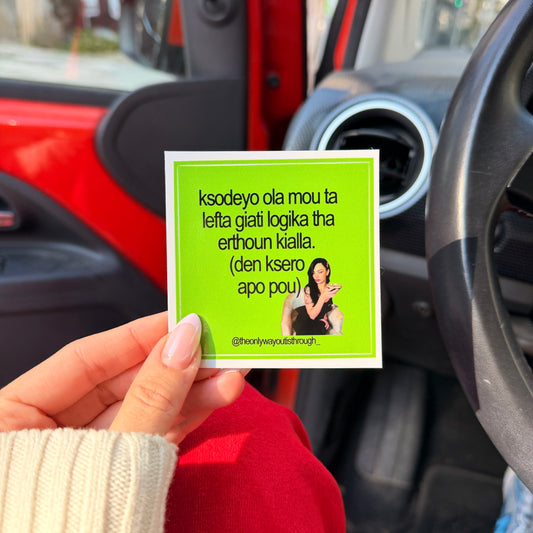 ksodeyo ola mou ta
lefta giati logika tha
erthoun kialla.
(den ksero
apo pou)
@theonlywayoutisthrough_